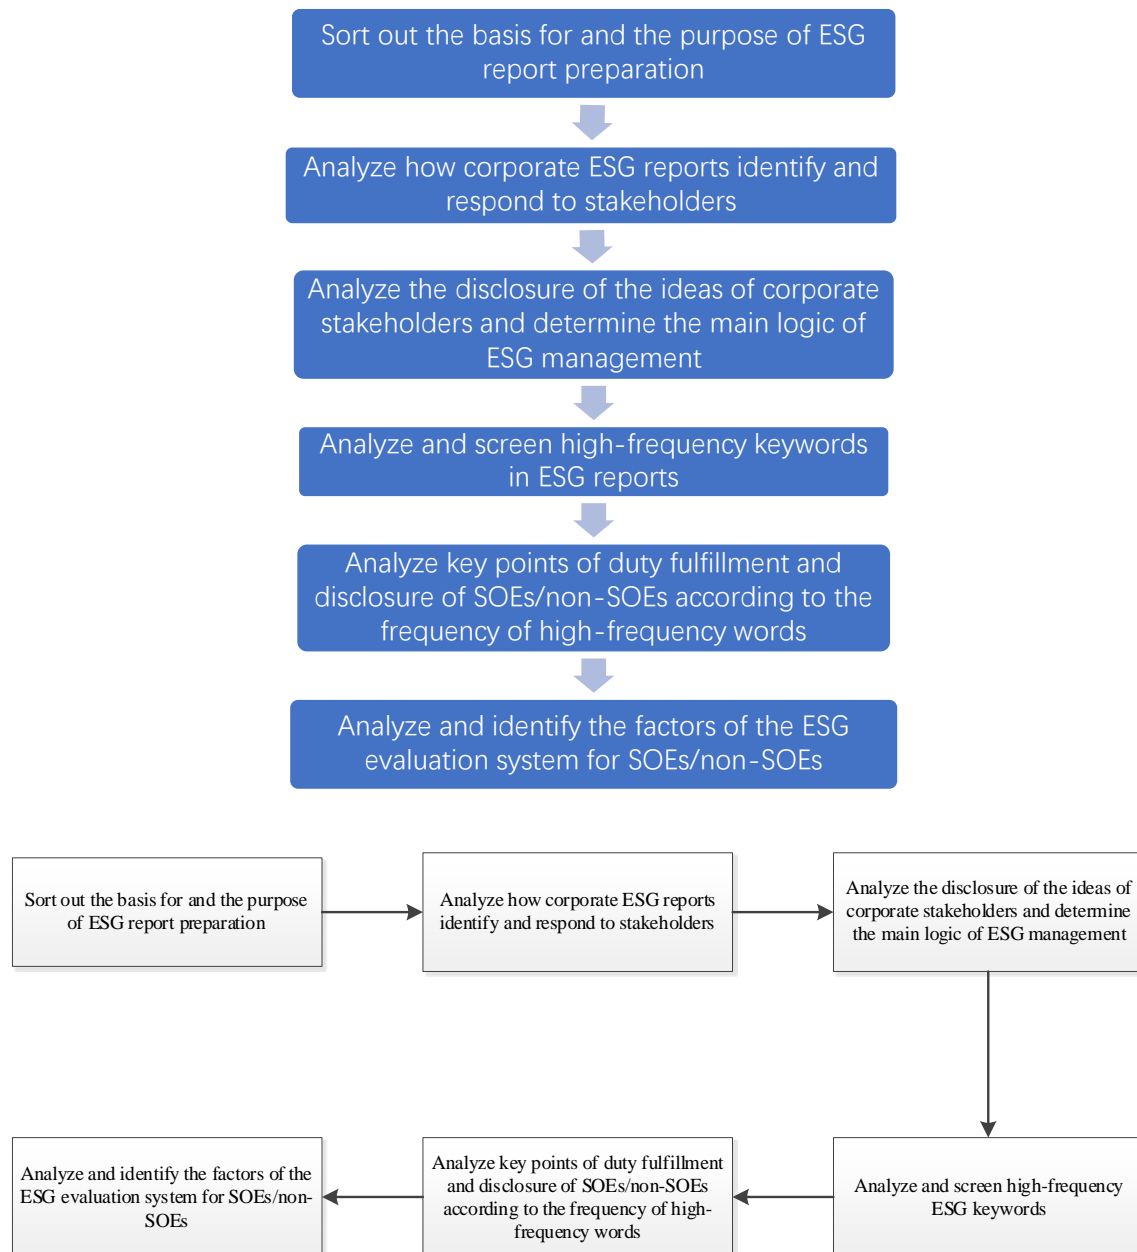 Sort out the basis for and the purpose of ESG
report preparation
Analyze how corporate ESG reports identify and
respond to stakeholders
Analyze the disclosure of the ideas of corporate
stakeholders and determine the main logic of
ESG management
Analyze and screen high-frequency keywords
in ESG reports
Analyze key points of duty fulfillment and
disclosure of SOEs/non-SOEs according to the
frequency of high-frequency words
Analyze and identify the factors of the ESG
evaluation system for SOEs/non-SOEs
Sort out the basis for and the purpose
of ESG report preparation
Analyze how corporate ESG reports
identify and respond to stakeholders
Analyze the disclosure of the ideas of
corporate stakeholders and determine
the main logic of ESG management
Analyze and identify the factors of the
ESG evaluation system for SOEs/non-
SOEs
Analyze key points of duty fulfillment
and disclosure of SOEs/non-SOEs
according to the frequency of high-
frequency words
Analyze and screen high-frequency
ESG keywords